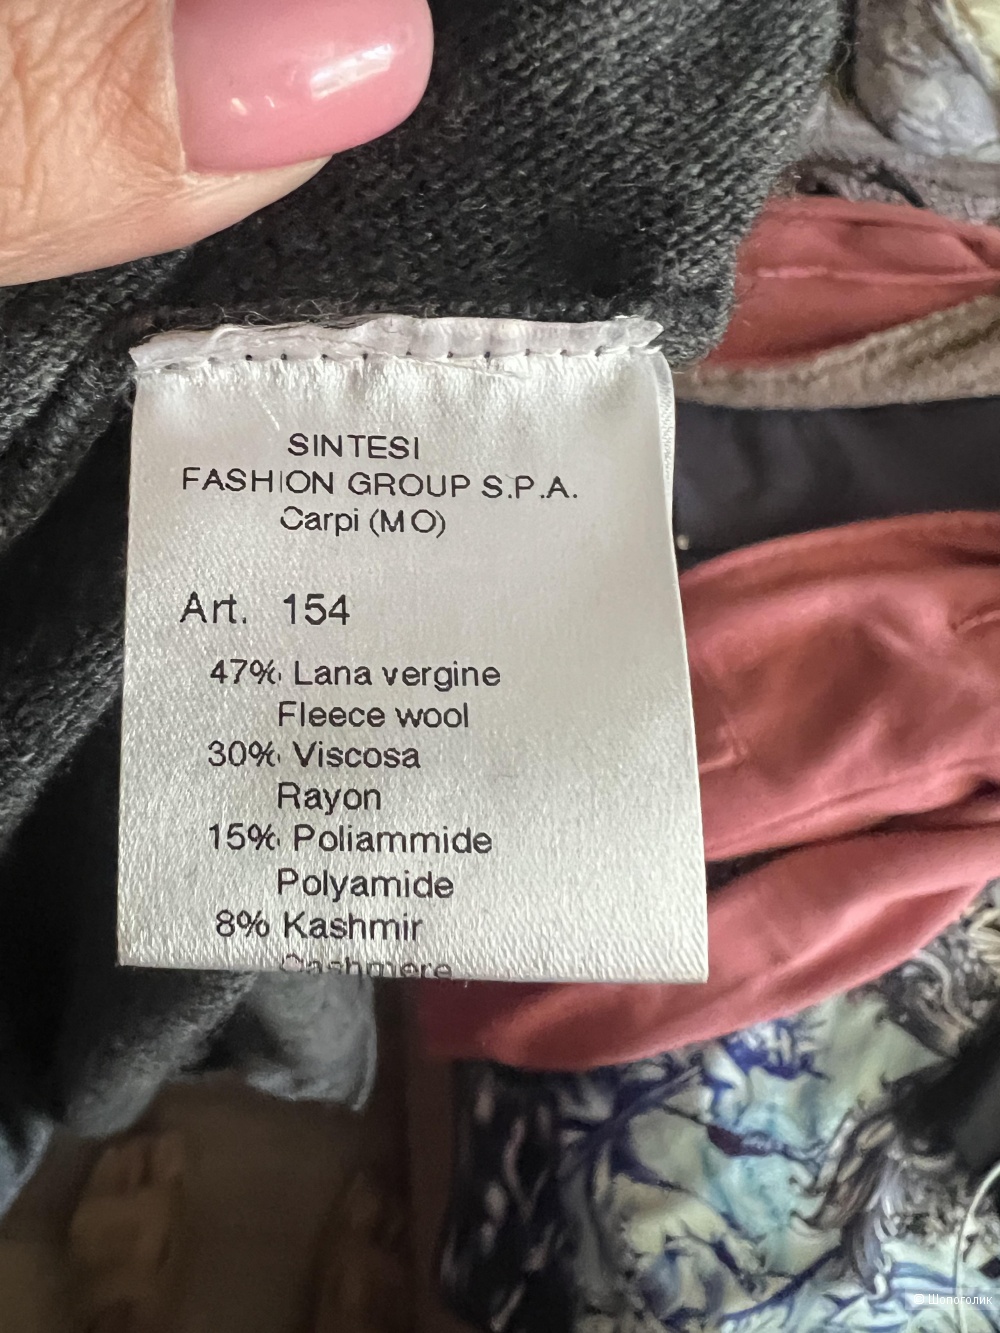 SINTESI
FASHION GROUP S.P.A.
Carpi (MO)
Art. 154
47% Lana vergine
Fleece wool
30% Viscosa
Rayon
15% Poliammide
Polyamide
8% Kashmir
Cashmere
© Шопоголик